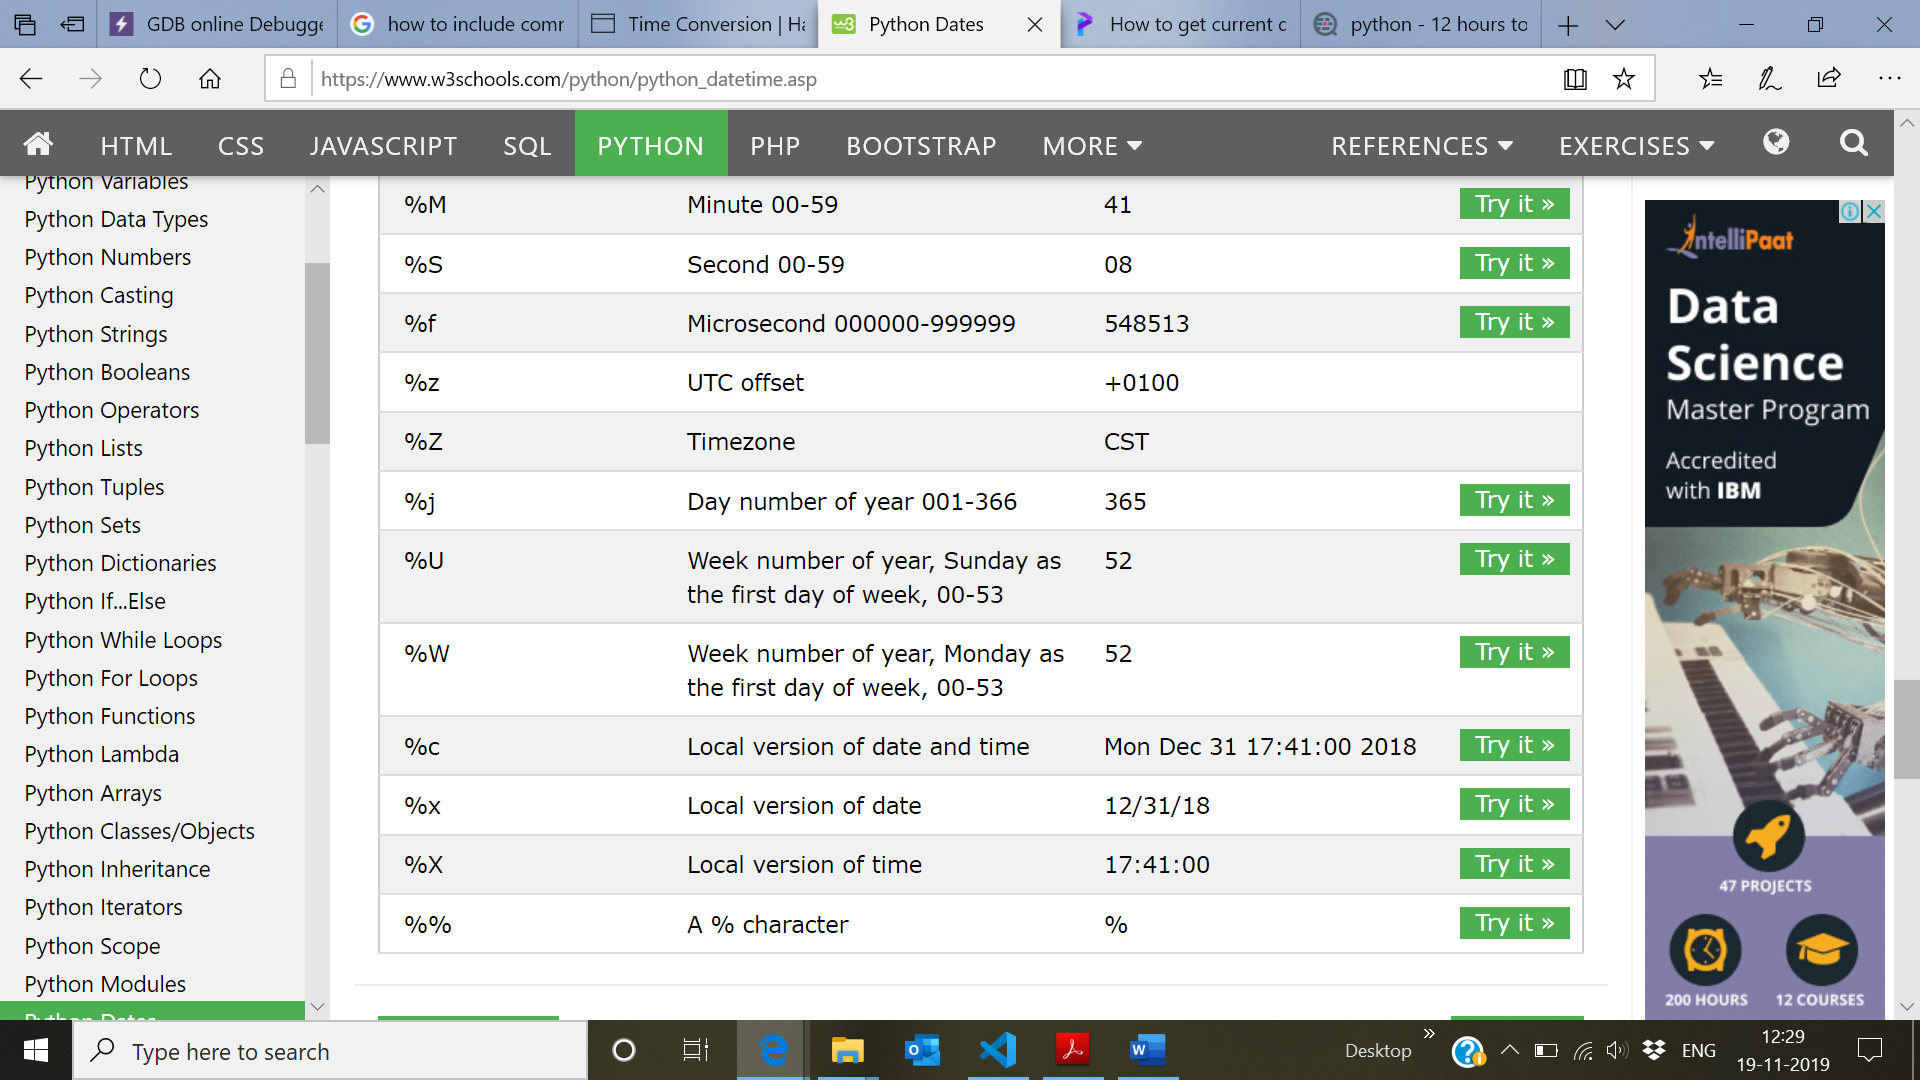 GDB online Debugge
how to include comr
Time Conversion | Ha
Python Dates
How to get current c
python - 12 hours to
https://www.w3schools.com/python/python_datetime.asp
HTML CSS JAVASCRIPT SQL PYTHON PHP BOOTSTRAP MORE REFERENCES EXERCISES
Python Variables
Python Data Types
Python Numbers
Python Casting
Python Strings
Python Booleans
Python Operators
Python Lists
Python Tuples
Python Sets
Python Dictionaries
Python If...Else
Python While Loops
Python For Loops
Python Functions
Python Lambda
Python Arrays
Python Classes/Objects
Python Inheritance
Python Iterators
Python Scope
Python Modules
Python Dates
%M Minute 00-59 41 Try it »
%S Second 00-59 08 Try it »
%f Microsecond 000000-999999 548513 Try it »
%z UTC offset +0100
%Z Timezone CST
%j Day number of year 001-366 365 Try it »
%U Week number of year, Sunday as 52 Try it »
the first day of week, 00-53
%W Week number of year, Monday as 52 Try it »
the first day of week, 00-53
%c Local version of date and time Mon Dec 31 17:41:00 2018 Try it »
%x Local version of date 12/31/18 Try it »
%X Local version of time 17:41:00 Try it »
%% A % character % Try it »
IntelliPaat
Data
Science
Master Program
Accredited
with IBM
47 PROJECTS
200 HOURS 12 COURSES
Type here to search
Desktop
ENG
12:29
19-11-2019